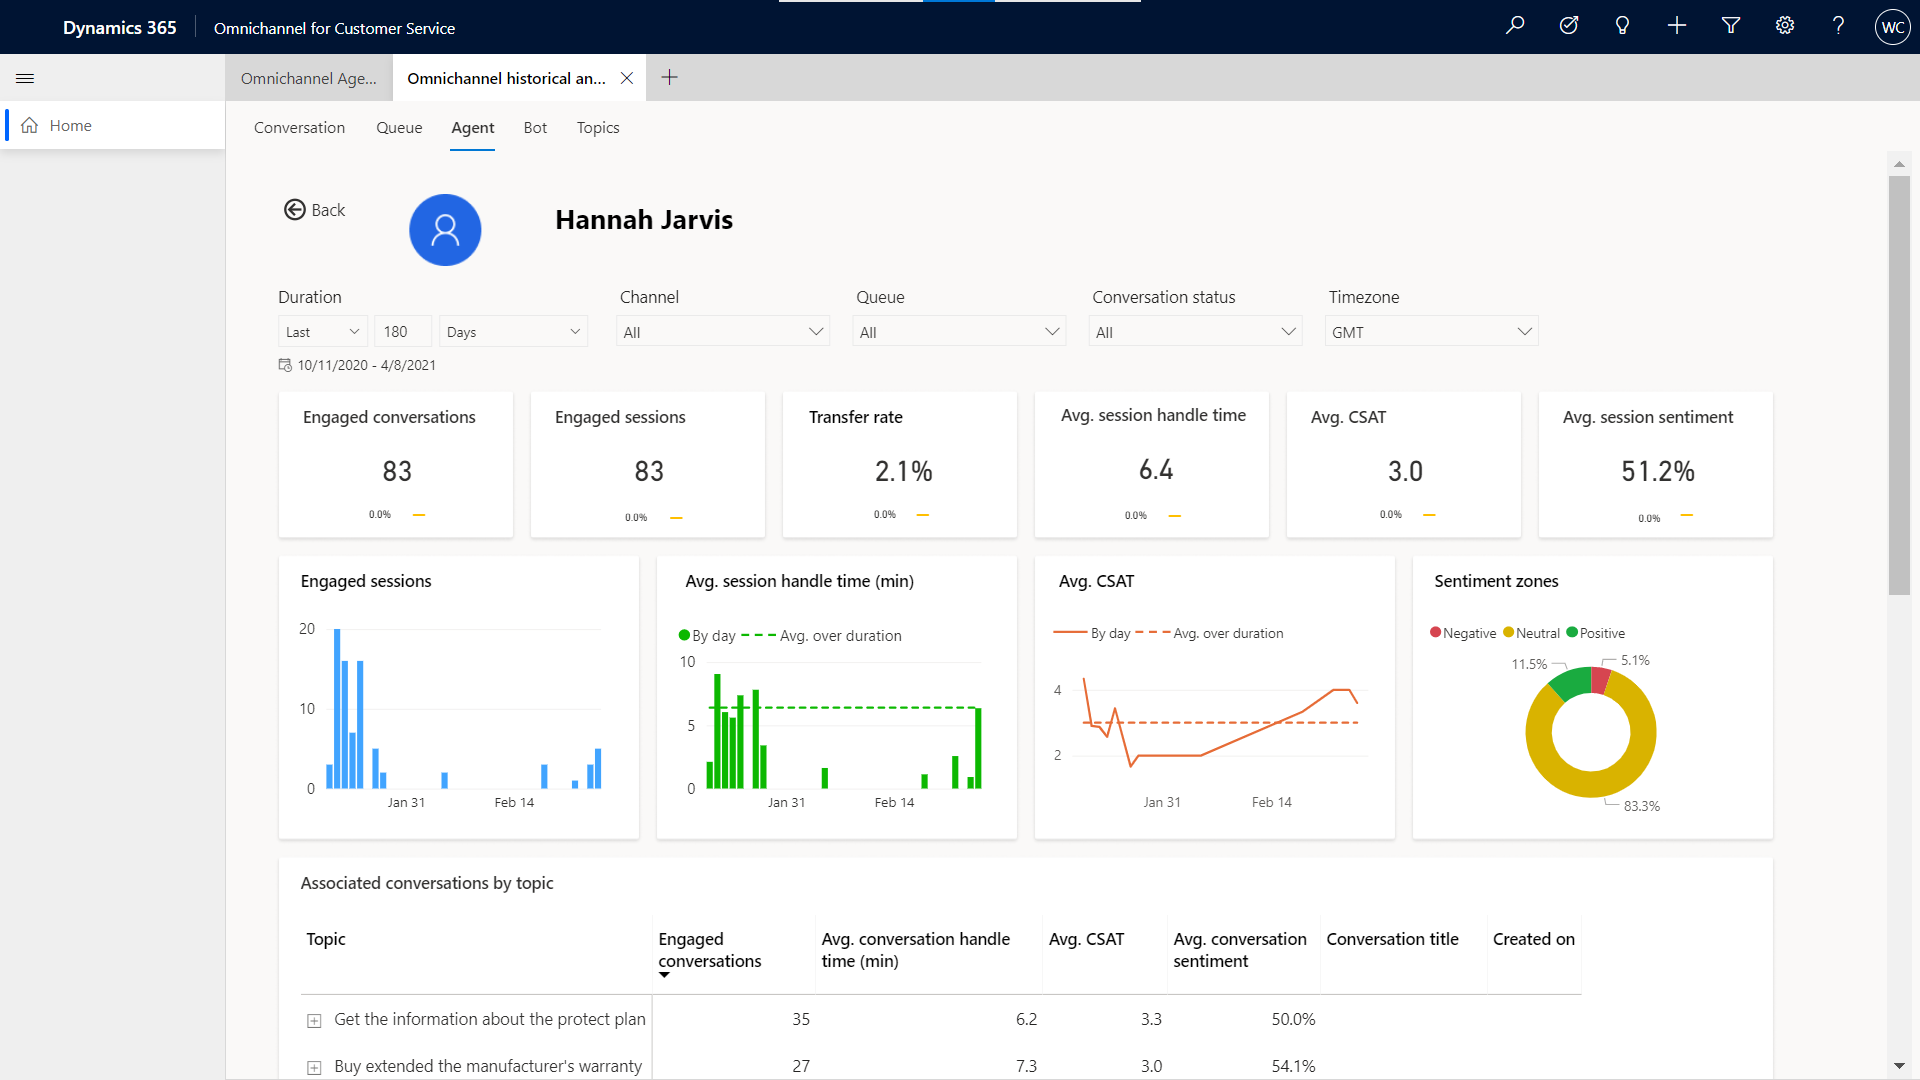 Dynamics 365
Omnichannel for Customer Service
WC
Omnichannel Age...
Omnichannel historical an...
Home
Conversation
Queue
Agent
Bot
Topics
Back
Hannah Jarvis
Duration
Channel
Queue
Conversation status
Timezone
Last
180
Days
All
All
All
GMT
10/11/2020 - 4/8/2021
Engaged conversations
83
0.0%
Engaged sessions
83
0.0%
Transfer rate
2.1%
0.0%
Avg. session handle time
6.4
0.0%
Avg. CSAT
3.0
0.0%
Avg. session sentiment
51.2%
0.0%
Engaged sessions
20
10
0
Jan 31
Feb 14
Avg. session handle time (min)
By day
Avg. over duration
10
5
0
Jan 31
Feb 14
Avg. CSAT
By day
Avg. over duration
4
2
Jan 31
Feb 14
Sentiment zones
Negative
Neutral
Positive
11.5%
5.1%
83.3%
Associated conversations by topic
Topic
Engaged
conversations
Avg. conversation handle
time (min)
Avg. CSAT
Avg. conversation
sentiment
Conversation title
Created on
Get the information about the protect plan
35
6.2
3.3
50.0%
Buy extended the manufacturer's warranty
27
7.3
3.0
54.1%